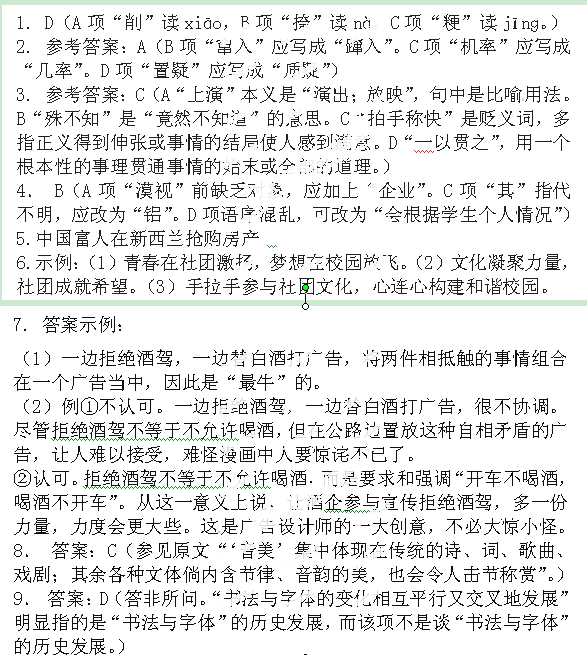 1. D（A 项“削”读 xiāo，B 项“捺”读 nà，C 项“粳”读 jīng。）
2. 参考答案：A（B 项“留入”应写成“蹓入”。C 项“机率”应写成
“几率”。D 项“置疑”应写成“质疑”）
3. 参考答案：C（A“上演”本义是“演出；放映”，句中是比喻用法。
B“殊不知”是“竟然不知道”的意思。C“拍手称快”是贬义词，多
指正义得到伸张或事情的结局使人感到满意。D“一以贯之”，用一个
根本性的事理贯通事情的始末或全部的道理。）
4. B（A 项“漠视”前缺乏对象，应加上“企业”。C 项“其”指代
不明，应改为“铝”。D 项语序混乱，可改为“会根据学生个人情况”）
5.中国富人在新西兰抢购房产
6.示例：（1）青春在社团激扬，梦想在校园放飞。（2）文化凝聚力量，
社团成就希望。（3）手拉手参与社团文化，心连心构建和谐校园。
7. 答案示例：
（1）一边拒绝酒驾，一边替白酒打广告，将两件相抵触的事情组合
在一个广告当中，因此是“最牛”的。
（2）例①不认可。一边拒绝酒驾，一边替白酒打广告，很不协调。
尽管拒绝酒驾不等于不允许喝酒，但在公路边置放这种自相矛盾的广
告，让人难以接受，难怪漫画中人要惊诧不已了。
②认可。拒绝酒驾不等于不允许喝酒，而是要求和强调“开车不喝酒，
喝酒不开车”。从这一意义上说，让酒企参与宣传拒绝酒驾，多一份
力量，力度会更大些。这是广告设计师的一大创意，不必大惊小怪。
8. 答案：C（参见原文“‘音美’集中体现在传统的诗、词、歌曲、
戏剧；其余各种文体倘内含节律、音韵的美，也会令人击节称赏”。）
9. 答案：D（答非所问。“书法与字体的变化相互平行又交叉地发展”
明显指的是“书法与字体”的历史发展，而该项不是谈“书法与字体”
的历史发展。）